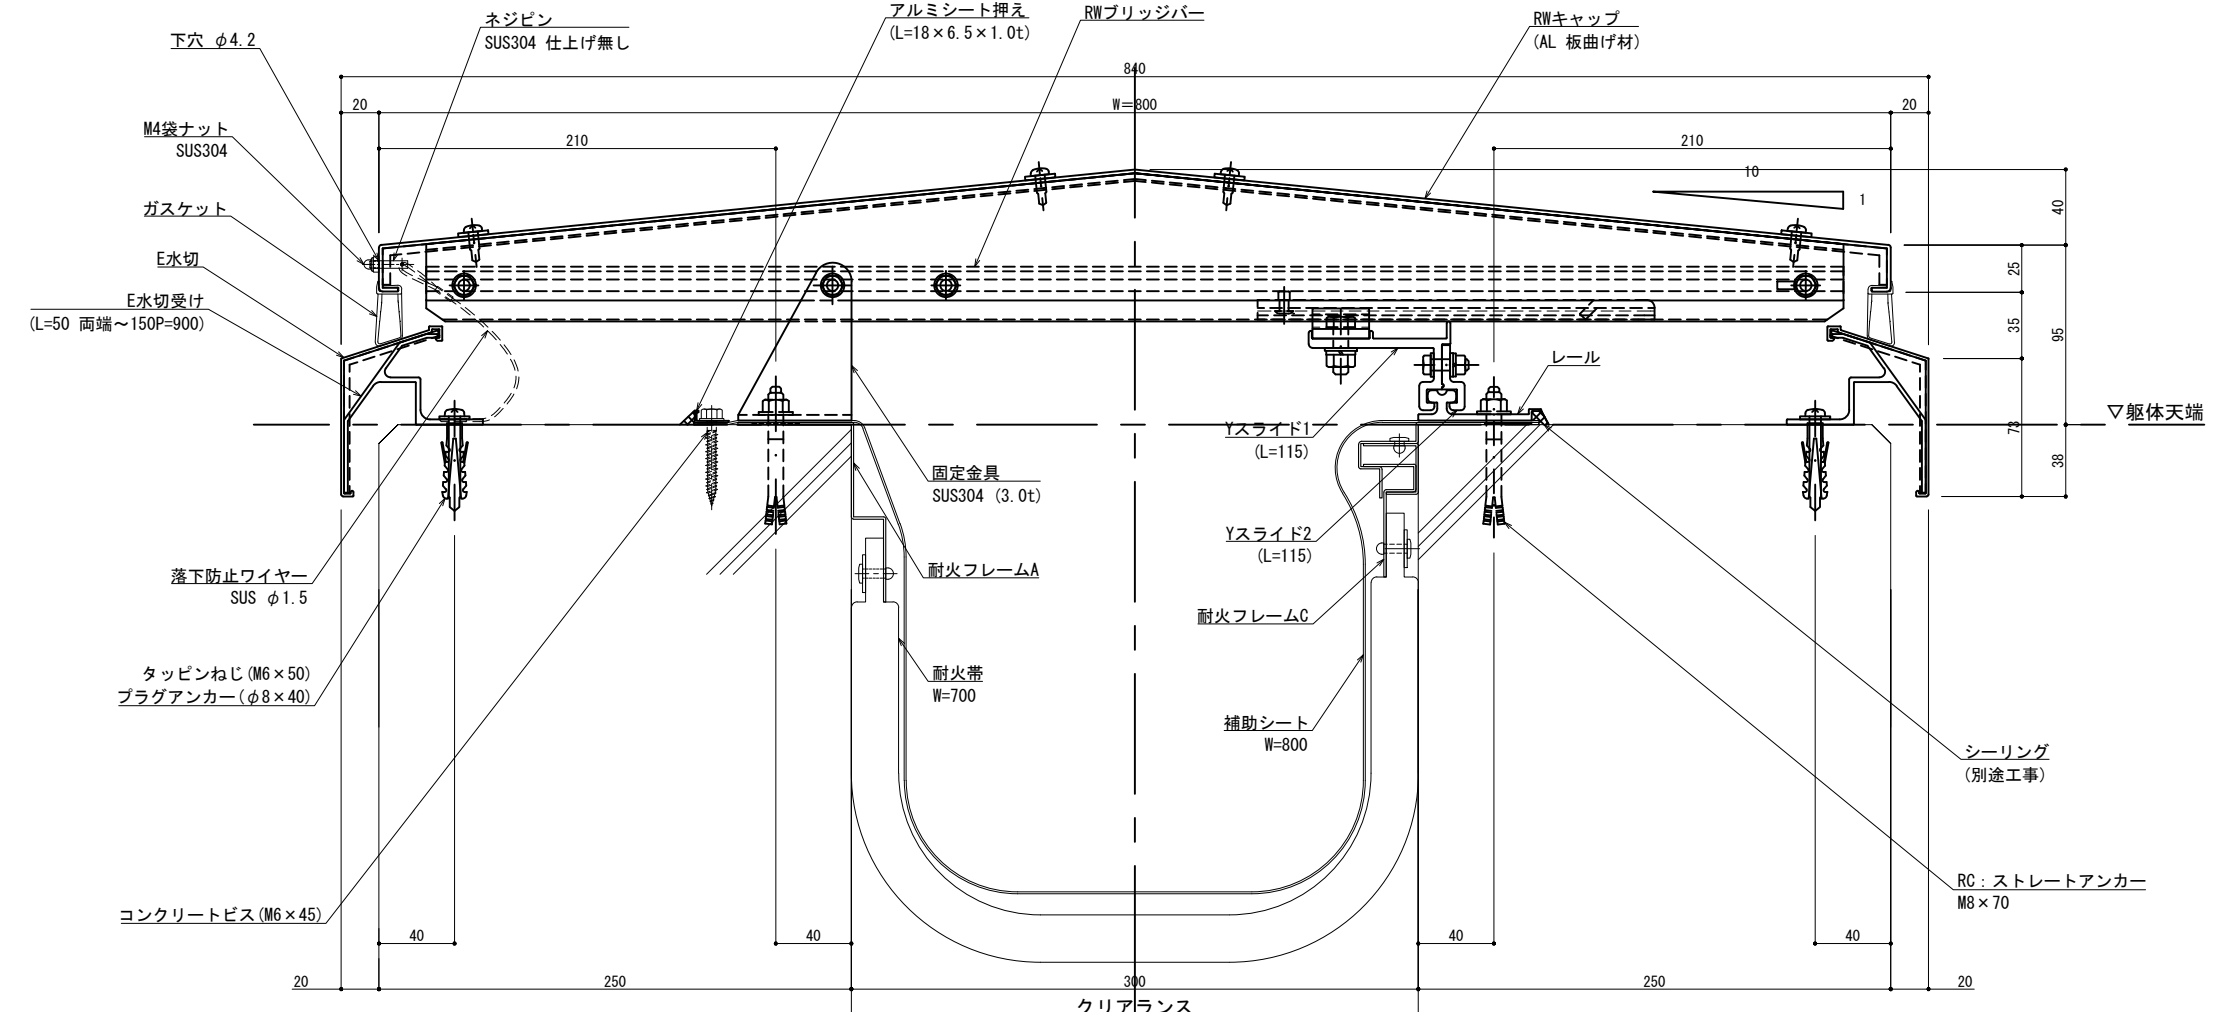 ネジピン
SUS304 仕上げ無し
アルミシート押え
(L=18×6.5×1.0t)
RWブリッジバー
RWキャップ
(AL 板曲げ材)
下穴 φ4.2
840
20
W=800
20
M4袋ナット
SUS304
210
210
10
1
40
ガスケット
E水切
25
E水切受け
(L=50 両端～150P=900)
35
95
レール
▽躯体天端
Yスライド1
(L=115)
73
38
固定金具
SUS304 (3.0t)
Yスライド2
(L=115)
落下防止ワイヤー
SUS φ1.5
耐火フレームA
耐火フレームC
タッピンねじ(M6×50)
プラグアンカー(φ8×40)
耐火帯
W=700
補助シート
W=800
シーリング
(別途工事)
RC：ストレートアンカー
M8×70
コンクリートビス(M6×45)
40
40
40
40
20
250
300
250
20
クリアランス